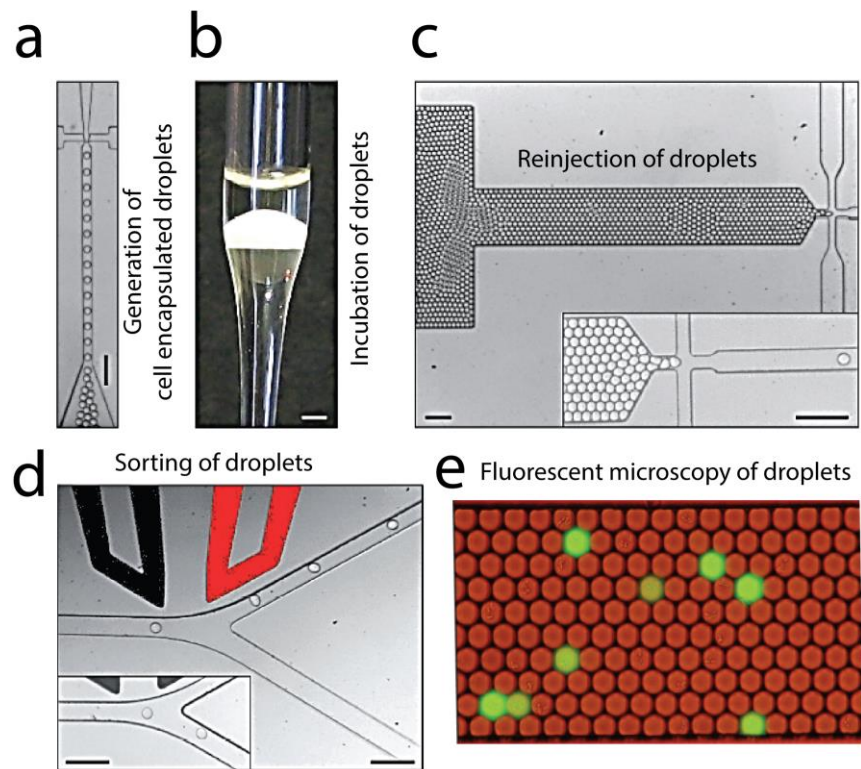 a
Generation of
cell encapsulated droplets
b
Incubation of droplets
c
Reinjection of droplets
d
Sorting of droplets
e
Fluorescent microscopy of droplets